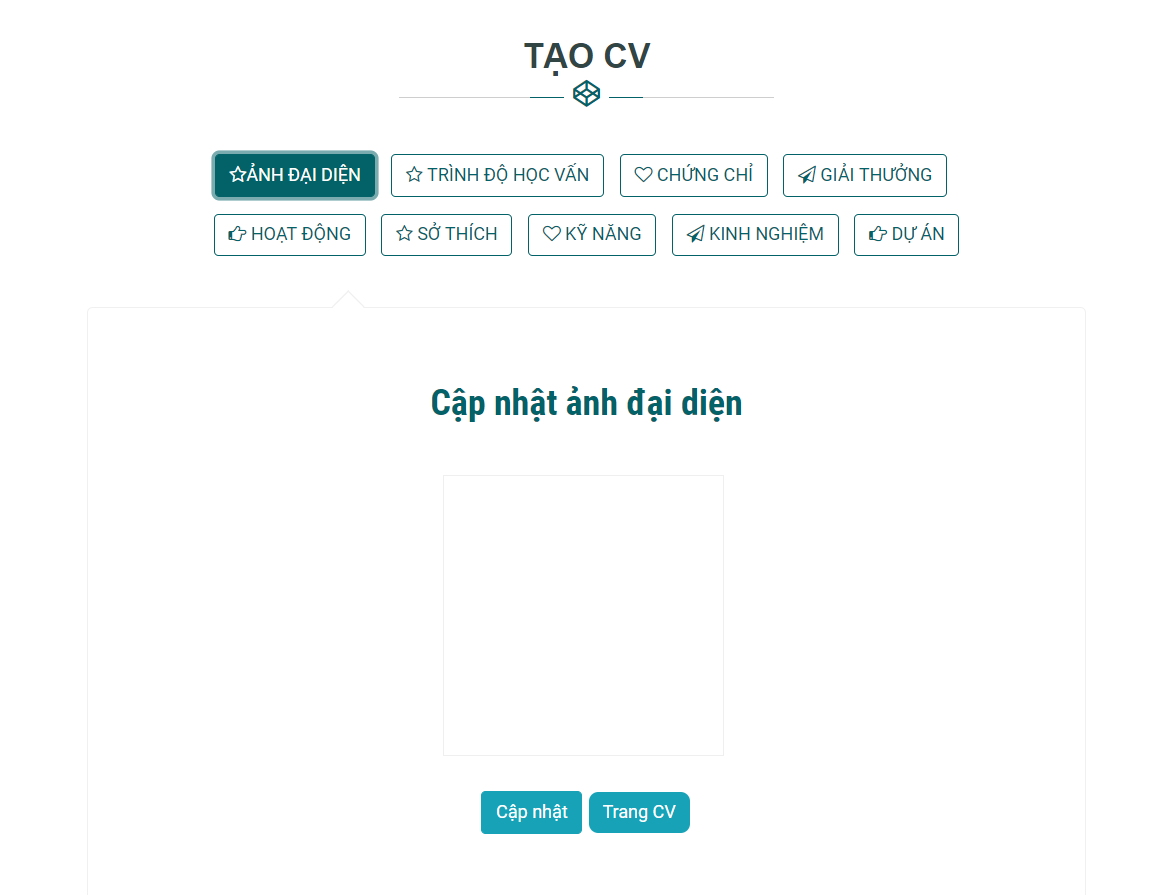 TẠO CV
ẢNH ĐẠI DIỆN TRÌNH ĐỘ HỌC VẤN CHỨNG CHỈ GIẢI THƯỞNG
HOẠT ĐỘNG SỞ THÍCH KỸ NĂNG KINH NGHIỆM DỰ ÁN
Cập nhật ảnh đại diện
Cập nhật Trang CV